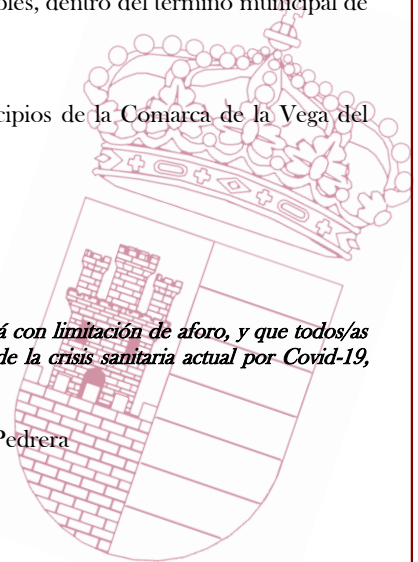 bles, dentro del término municipal de
cipios de la Comarca de la Vega del
á con limitación de aforo, y que todos/as
de la crisis sanitaria actual por Covid-19,
Pedrera